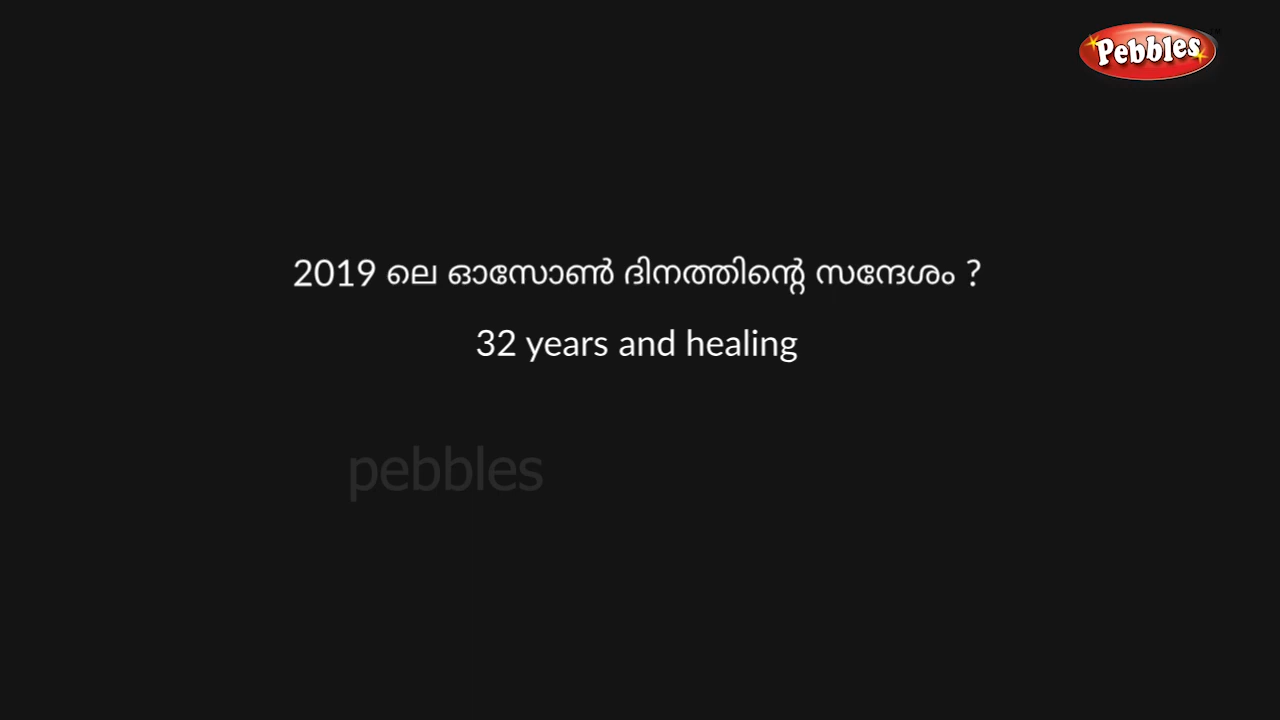 Pebbles
2019 ലെ ഓസോൺ ദിനത്തിന്റെ സന്ദേശം ?
32 years and healing
pebbles